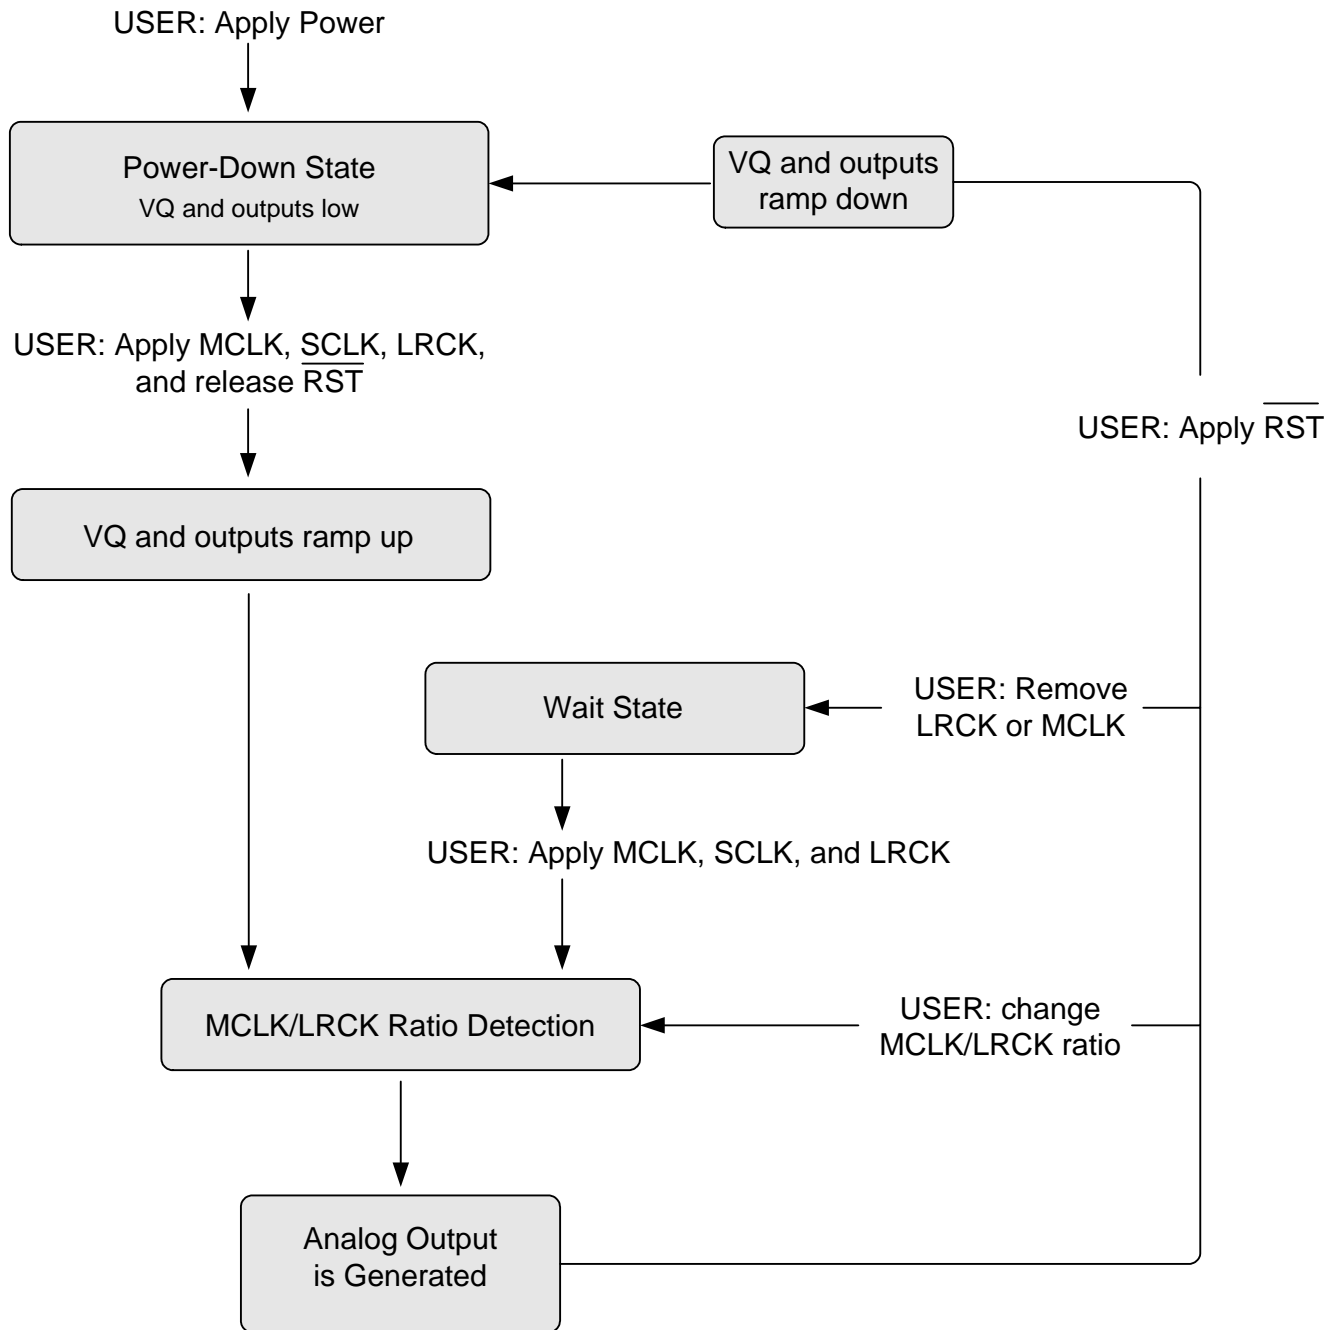 USER: Apply Power
Power-Down State
VQ and outputs low
VQ and outputs
ramp down
USER: Apply MCLK, SCLK, LRCK,
and release RST
USER: Apply RST
VQ and outputs ramp up
Wait State
USER: Remove
LRCK or MCLK
USER: Apply MCLK, SCLK, and LRCK
MCLK/LRCK Ratio Detection
USER: change
MCLK/LRCK ratio
Analog Output
is Generated